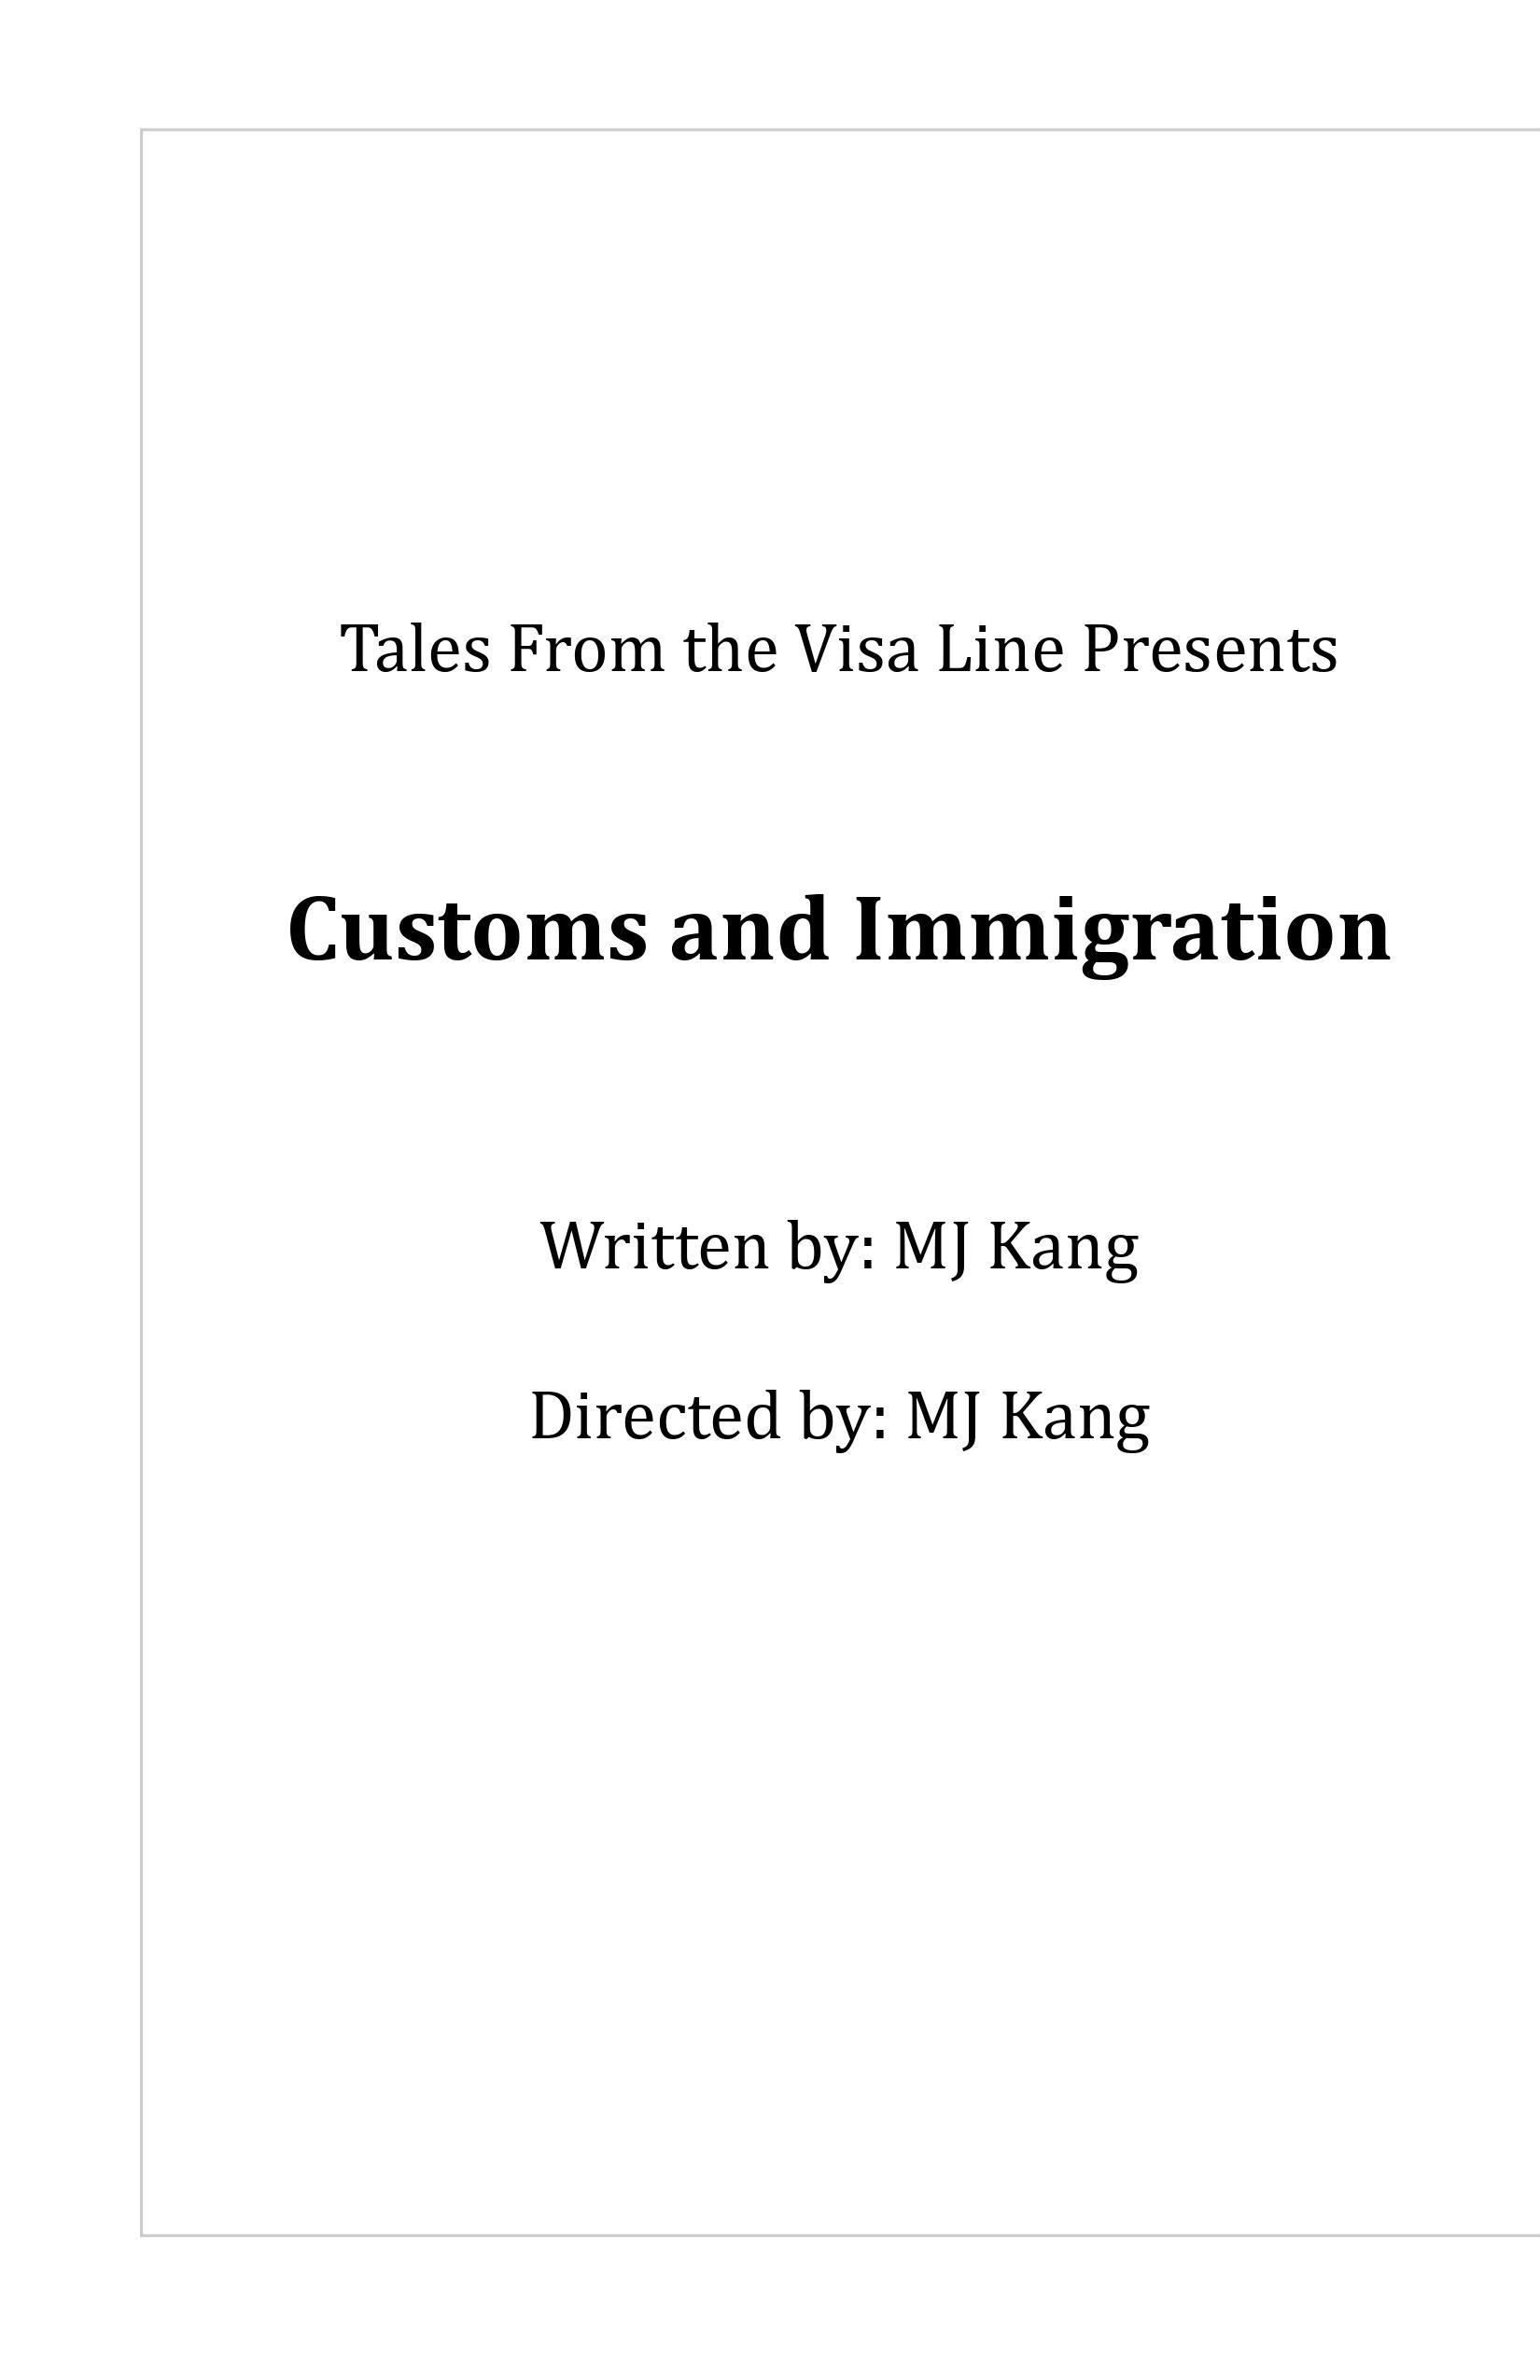 Tales From the Visa Line Presents
Customs and Immigration
Written by: MJ Kang
Directed by: MJ Kang